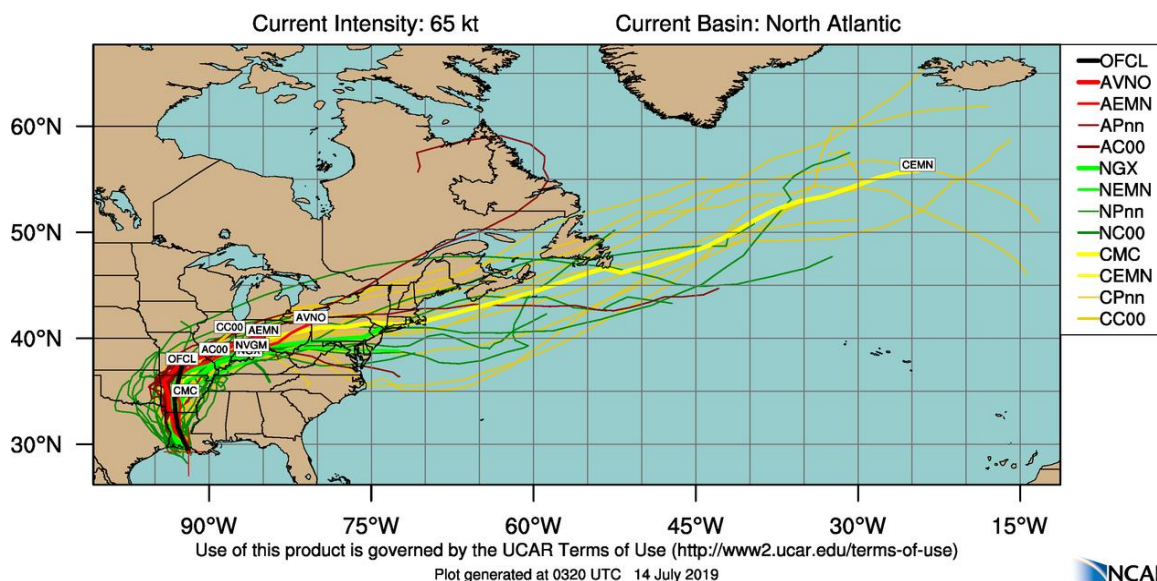 Current Intensity: 65 kt
Current Basin: North Atlantic
60°N
50°N
40°N
30°N
90°W
75°W
60°W
45°W
30°W
15°W
OFCL
AVNO
AEMN
APnn
AC00
NGX
NEMN
NPnn
NC00
CMC
CEMN
CPnn
CC00
CEMN
AVNO
CC00
AEMN
AC00
NVGM
NGX
OFCL
CMC
Use of this product is governed by the UCAR Terms of Use (http://www2.ucar.edu/terms-of-use)
Plot generated at 0320 UTC 14 July 2019